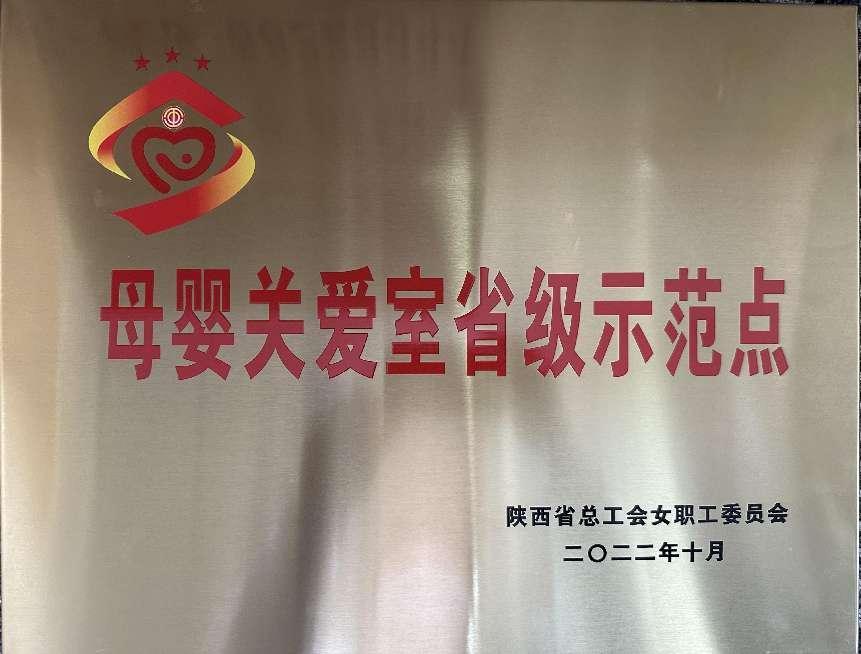 母婴关爱室省级示范点
陕西省总工会女职工委员会
二〇二二年十月